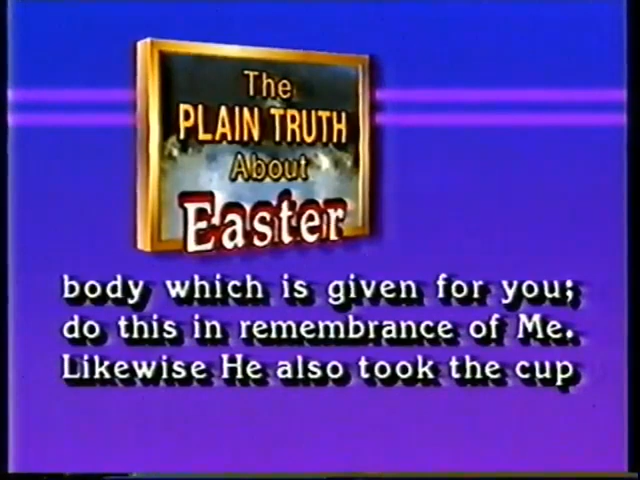 The
PLAIN TRUTH
About
Easter
body which is given for you;
do this in remembrance of Me.
Likewise He also took the cup